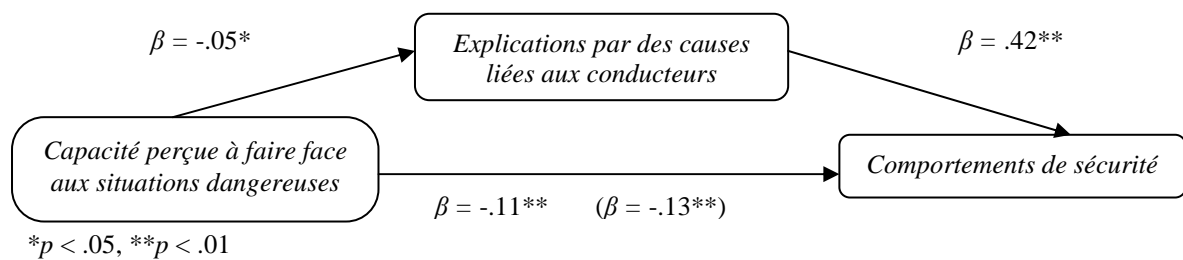 β = -.05*
Explications par des causes
liées aux conducteurs
β = .42**
Capacité perçue à faire face
aux situations dangereuses
Comportements de sécurité
β = -.11** (β = -.13**)
*p < .05, **p < .01